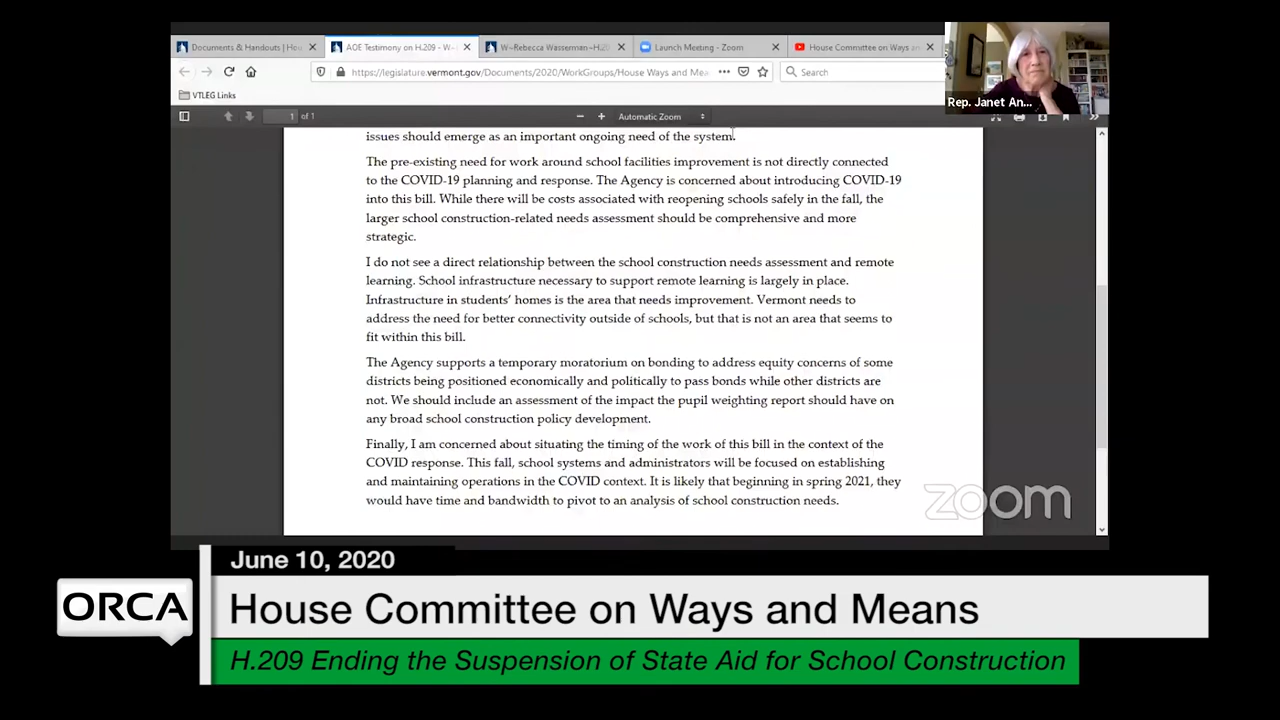 Documents & Handouts | Hou
AOE Testimony on H.209 - W~
W~Rebecca Wasserman~H.20
Launch Meeting - Zoom
House Committee on Ways an
https://legislature.vermont.gov/Documents/2020/WorkGroups/House Ways and Mea
Search
VTLEG Links
Rep. Janet An...
1 of 1
Automatic Zoom
issues should emerge as an important ongoing need of the system.
The pre-existing need for work around school facilities improvement is not directly connected
to the COVID-19 planning and response. The Agency is concerned about introducing COVID-19
into this bill. While there will be costs associated with reopening schools safely in the fall, the
larger school construction-related needs assessment should be comprehensive and more
strategic.
I do not see a direct relationship between the school construction needs assessment and remote
learning. School infrastructure necessary to support remote learning is largely in place.
Infrastructure in students' homes is the area that needs improvement. Vermont needs to
address the need for better connectivity outside of schools, but that is not an area that seems to
fit within this bill.
The Agency supports a temporary moratorium on bonding to address equity concerns of some
districts being positioned economically and politically to pass bonds while other districts are
not. We should include an assessment of the impact the pupil weighting report should have on
any broad school construction policy development.
Finally, I am concerned about situating the timing of the work of this bill in the context of the
COVID response. This fall, school systems and administrators will be focused on establishing
and maintaining operations in the COVID context. It is likely that beginning in spring 2021, they
would have time and bandwidth to pivot to an analysis of school construction needs.
zoom
June 10, 2020
ORCA
House Committee on Ways and Means
H.209 Ending the Suspension of State Aid for School Construction